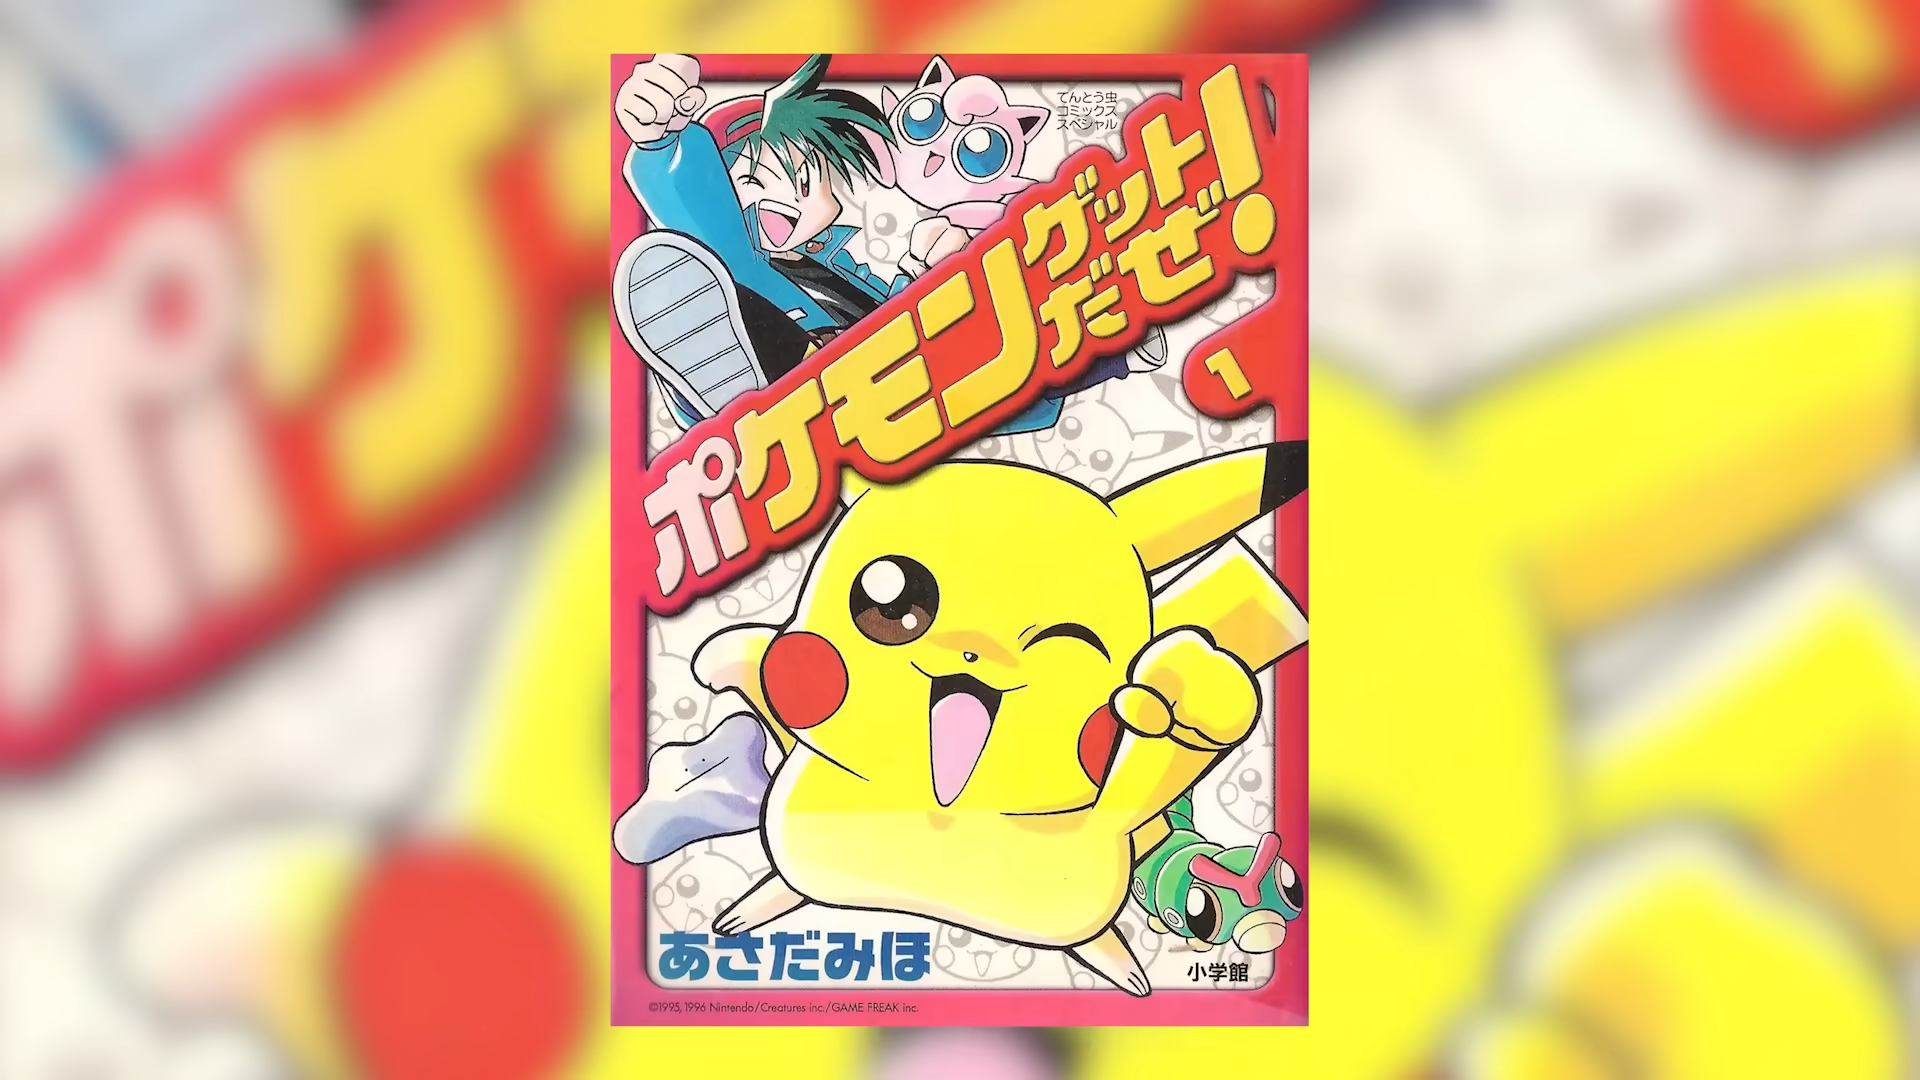 てんとう虫
コミックス
スペシャル
ポケモン
ゲット
だぜ!
1
あさだみほ
小学館
©1995,1996 Nintendo/Creatures inc./GAME FREAK inc.